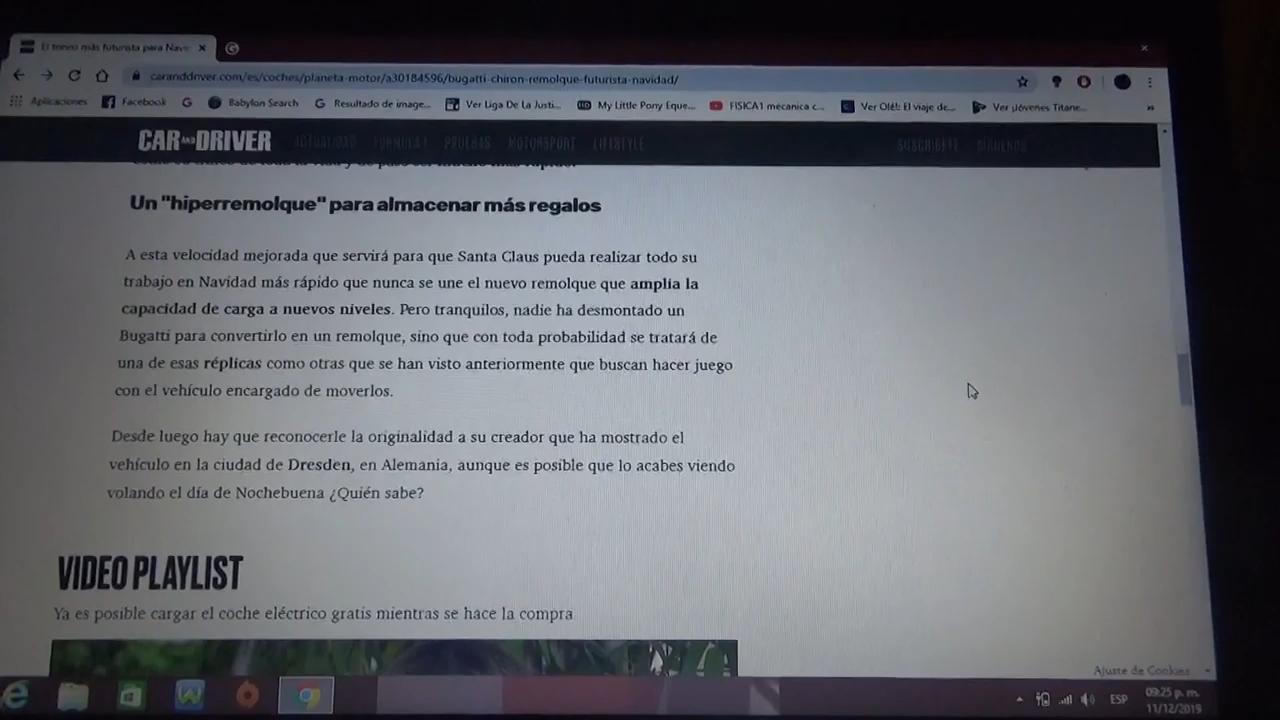 El trineo más futurista para Navi
caranddriver.com/es/coches/planeta-motor/a30184596/bugatti-chiron-remolque-futurista-navidad/
Aplicaciones Facebook Babylon Search Resultado de image... Ver Liga De La Justi... My Little Pony Eque... FISICA1 mecanica c... Ver Olé!: El viaje de... Ver Jóvenes Titane...
CAR AND DRIVER ACTUALIDAD FÓRMULA 1 PRUEBAS MOTORSPORT LIFESTYLE SUSCRÍBETE SÍGUENOS
Un "hiperremolque" para almacenar más regalos
A esta velocidad mejorada que servirá para que Santa Claus pueda realizar todo su
trabajo en Navidad más rápido que nunca se une el nuevo remolque que amplía la
capacidad de carga a nuevos niveles. Pero tranquilos, nadie ha desmontado un
Bugatti para convertirlo en un remolque, sino que con toda probabilidad se tratará de
una de esas réplicas como otras que se han visto anteriormente que buscan hacer juego
con el vehículo encargado de moverlos.
Desde luego hay que reconocerle la originalidad a su creador que ha mostrado el
vehículo en la ciudad de Dresden, en Alemania, aunque es posible que lo acabes viendo
volando el día de Nochebuena ¿Quién sabe?
VIDEO PLAYLIST
Ya es posible cargar el coche eléctrico gratis mientras se hace la compra
Ajuste de Cookies
ESP
09:25 p. m.
11/12/2019